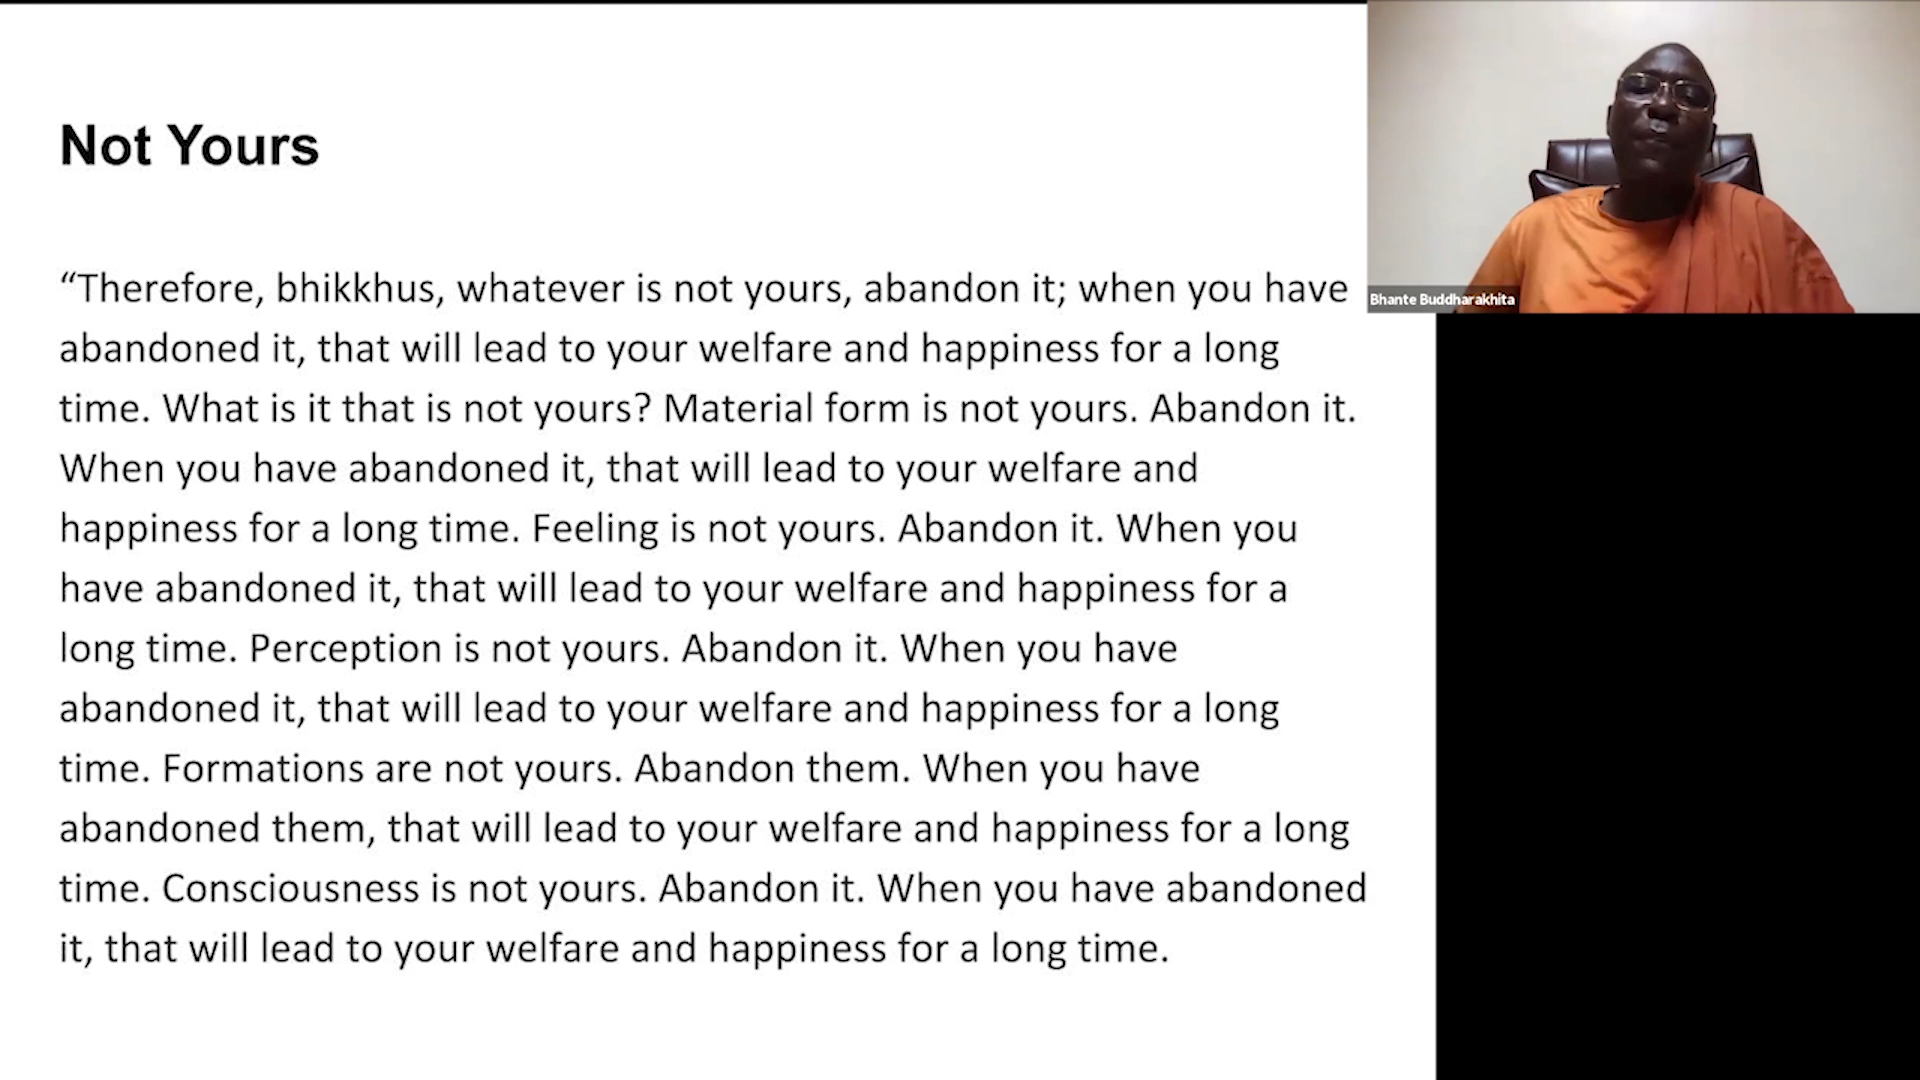 Not Yours
“Therefore, bhikkhus, whatever is not yours, abandon it; when you have
abandoned it, that will lead to your welfare and happiness for a long
time. What is it that is not yours? Material form is not yours. Abandon it.
When you have abandoned it, that will lead to your welfare and
happiness for a long time. Feeling is not yours. Abandon it. When you
have abandoned it, that will lead to your welfare and happiness for a
long time. Perception is not yours. Abandon it. When you have
abandoned it, that will lead to your welfare and happiness for a long
time. Formations are not yours. Abandon them. When you have
abandoned them, that will lead to your welfare and happiness for a long
time. Consciousness is not yours. Abandon it. When you have abandoned
it, that will lead to your welfare and happiness for a long time.
Bhante Buddharakhita